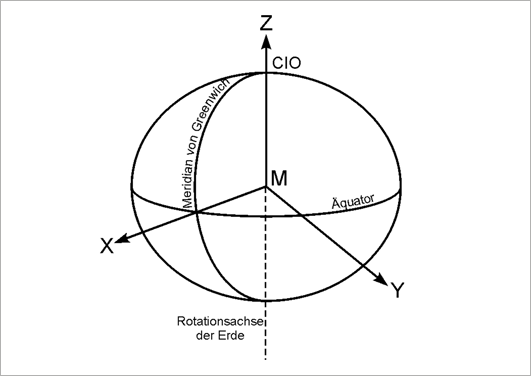 Z
CIO
Meridian von Greenwich
M
Äquator
X
Y
Rotationsachse
der Erde